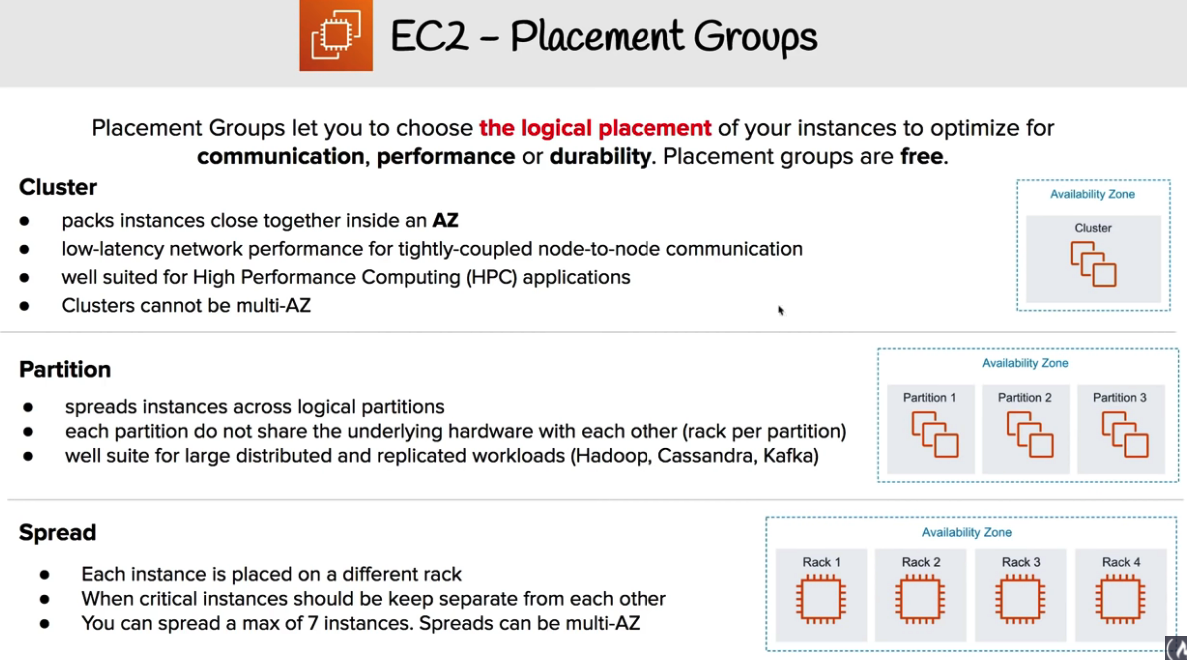 EC2 – Placement Groups
Placement Groups let you to choose the logical placement of your instances to optimize for
communication, performance or durability. Placement groups are free.
Cluster
● packs instances close together inside an AZ
● low-latency network performance for tightly-coupled node-to-node communication
● well suited for High Performance Computing (HPC) applications
● Clusters cannot be multi-AZ
Availability Zone
Cluster
Partition
● spreads instances across logical partitions
● each partition do not share the underlying hardware with each other (rack per partition)
● well suite for large distributed and replicated workloads (Hadoop, Cassandra, Kafka)
Availability Zone
Partition 1 Partition 2 Partition 3
Spread
● Each instance is placed on a different rack
● When critical instances should be keep separate from each other
● You can spread a max of 7 instances. Spreads can be multi-AZ
Availability Zone
Rack 1 Rack 2 Rack 3 Rack 4